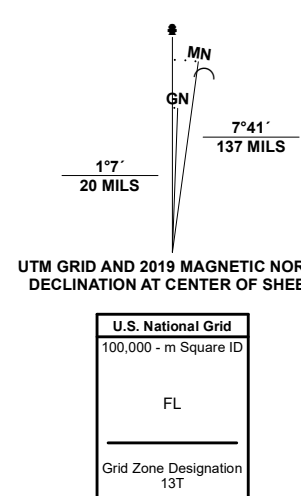 MN
GN
7°41´
137 MILS
1°7´
20 MILS
UTM GRID AND 2019 MAGNETIC NOR
DECLINATION AT CENTER OF SHEE
U.S. National Grid
100,000 - m Square ID
FL
Grid Zone Designation
13T